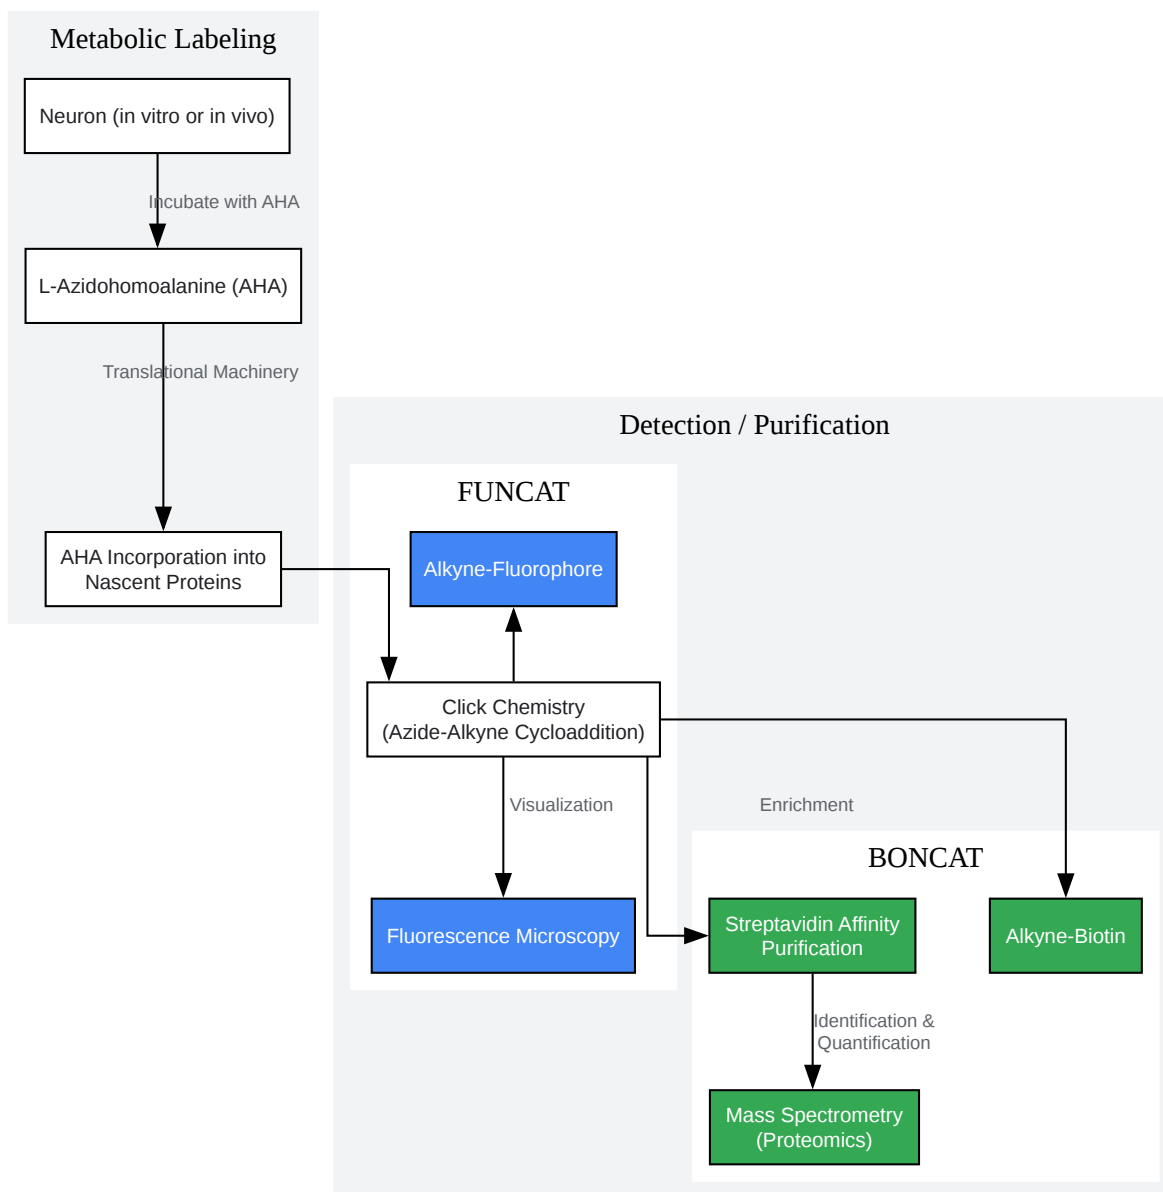 Metabolic Labeling
Neuron (in vitro or in vivo)
Incubate with AHA
L-Azidohomoalanine (AHA)
Translational Machinery
AHA Incorporation into
Nascent Proteins
Detection / Purification
FUNCAT
Alkyne-Fluorophore
Click Chemistry
(Azide-Alkyne Cycloaddition)
Visualization
Enrichment
Fluorescence Microscopy
BONCAT
Streptavidin Affinity
Purification
Alkyne-Biotin
Identification &
Quantification
Mass Spectrometry
(Proteomics)